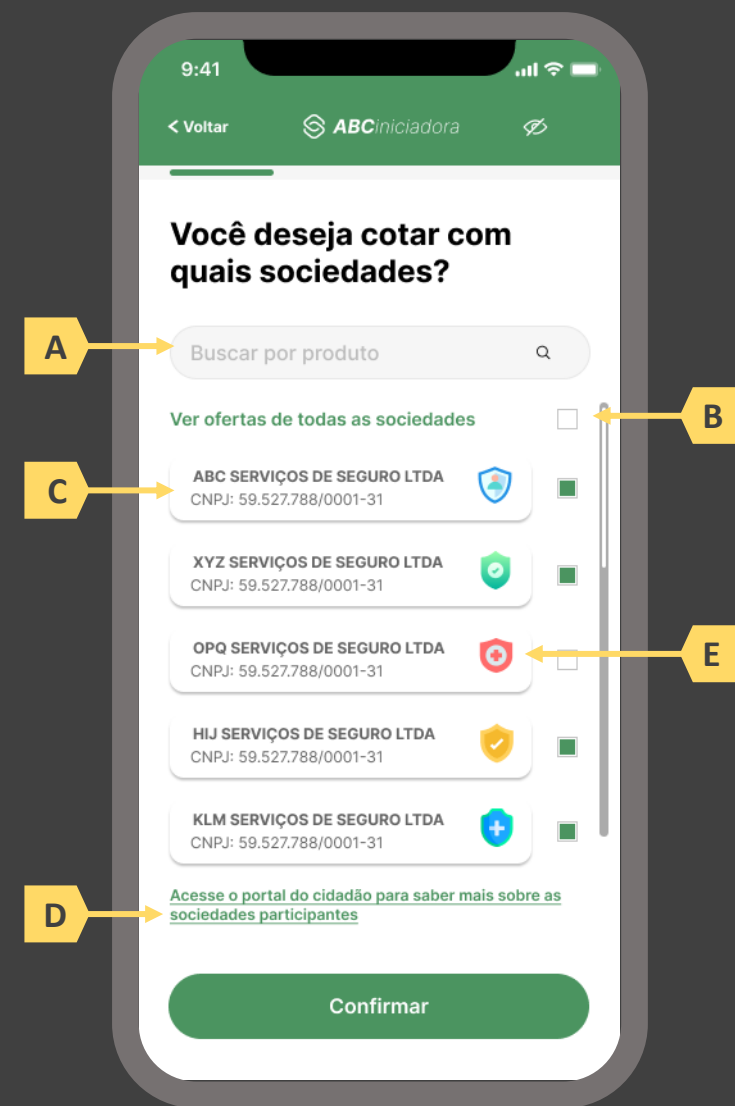 9:41
Voltar
ABCiniciadora
Você deseja cotar com
quais sociedades?
A
Buscar por produto
Ver ofertas de todas as sociedades
B
C
ABC SERVIÇOS DE SEGURO LTDA
CNPJ: 59.527.788/0001-31
XYZ SERVIÇOS DE SEGURO LTDA
CNPJ: 59.527.788/0001-31
OPQ SERVIÇOS DE SEGURO LTDA
CNPJ: 59.527.788/0001-31
E
HIJ SERVIÇOS DE SEGURO LTDA
CNPJ: 59.527.788/0001-31
KLM SERVIÇOS DE SEGURO LTDA
CNPJ: 59.527.788/0001-31
D
Acesse o portal do cidadão para saber mais sobre as
sociedades participantes
Confirmar